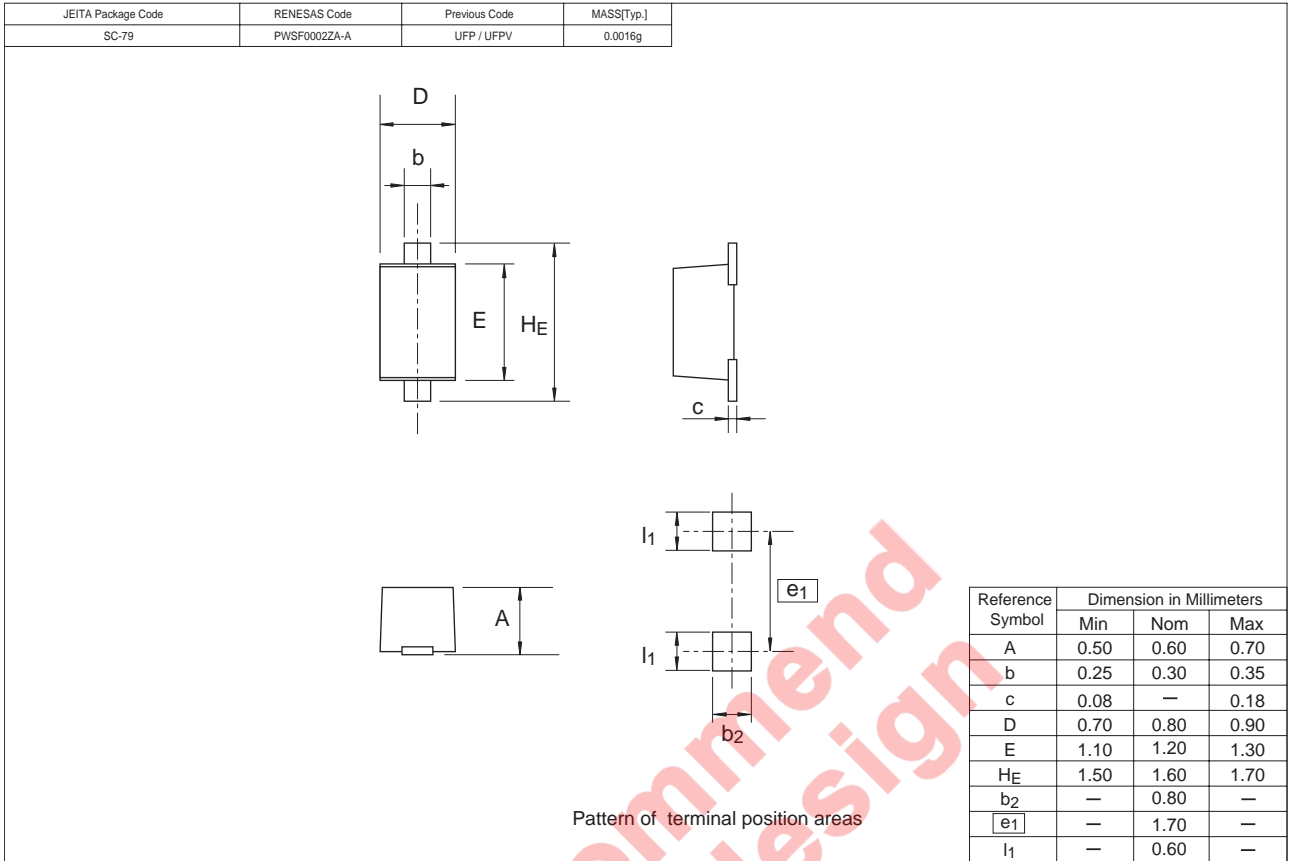 JEITA Package Code RENESAS Code Previous Code MASS[Typ.]
SC-79 PWSF0002ZA-A UFP / UFPV 0.0016g
D
b
E
HE
c
A
l1
e1
l1
b2
Pattern of terminal position areas
Reference Symbol Dimension in Millimeters
Min Nom Max
A 0.50 0.60 0.70
b 0.25 0.30 0.35
c 0.08 — 0.18
D 0.70 0.80 0.90
E 1.10 1.20 1.30
HE 1.50 1.60 1.70
b2 — 0.80 —
e1 — 1.70 —
l1 — 0.60 —
ommend
design